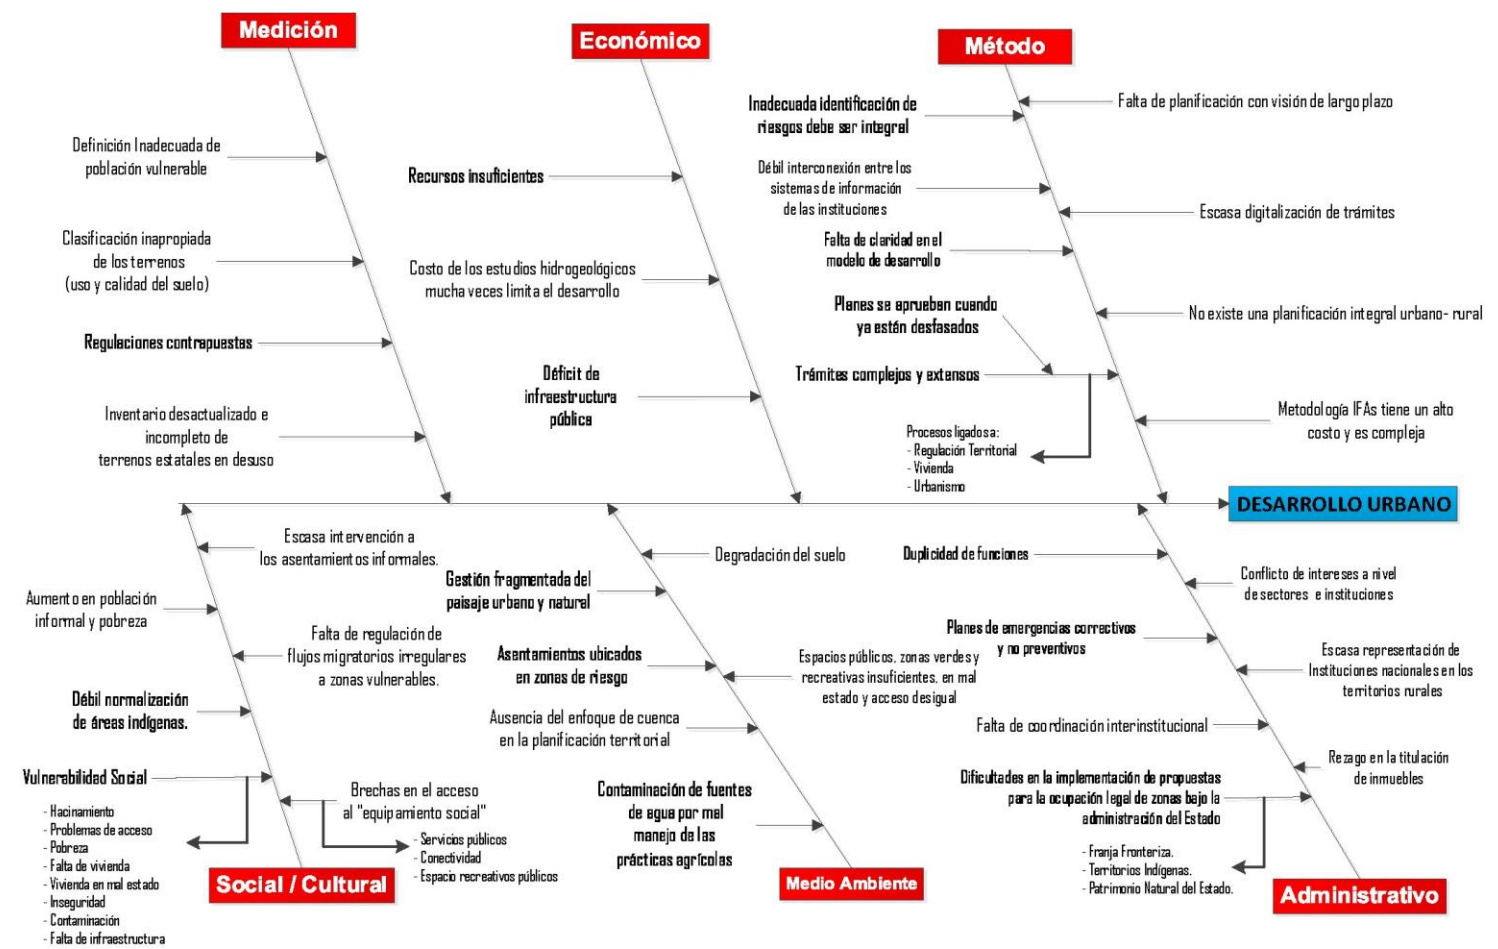 Medición
Definición Inadecuada de
población vulnerable
Clasificación inapropiada
de los terrenos
(uso y calidad del suelo)
Regulaciones contrapuestas
Inventario desactualizado e
incompleto de
terrenos estatales en desuso
Económico
Recursos insuficientes
Costo de los estudios hidrogeológicos
mucha veces limita el desarrollo
Déficit de
infraestructura
pública
Método
Inadecuada identificación de
riesgos debe ser integral
Falta de planificación con visión de largo plazo
Débil interconexión entre los
sistemas de información
de las instituciones
Escasa digitalización de trámites
Falta de claridad en el
modelo de desarrollo
Planes se aprueban cuando
ya están desfasados
No existe una planificación integral urbano- rural
Trámites complejos y extensos
Procesos ligados a:
- Regulación Territorial
- Vivienda
- Urbanismo
Metodología IFAs tiene un alto
costo y es compleja
DESARROLLO URBANO
Escasa intervención a
los asentamientos informales.
Aumento en población
informal y pobreza
Falta de regulación de
flujos migratorios irregulares
a zonas vulnerables.
Débil normalización
de áreas indígenas.
Vulnerabilidad Social
- Hacinamiento
- Problemas de acceso
- Pobreza
- Falta de vivienda
- Vivienda en mal estado
- Inseguridad
- Contaminación
- Falta de infraestructura
Brechas en el acceso
al "equipamiento social"
- Servicios públicos
- Conectividad
- Espacio recreativos públicos
Social / Cultural
Degradación del suelo
Gestión fragmentada del
paisaje urbano y natural
Asentamientos ubicados
en zonas de riesgo
Espacios públicos, zonas verdes y
recreativas insuficientes, en mal
estado y acceso desigual
Ausencia del enfoque de cuenca
en la planificación territorial
Contaminación de fuentes
de agua por mal
manejo de las
prácticas agrícolas
Medio Ambiente
Duplicidad de funciones
Conflicto de intereses a nivel
de sectores e instituciones
Planes de emergencias correctivos
y no preventivos
Escasa representación de
Instituciones nacionales en los
territorios rurales
Falta de coordinación interinstitucional
Rezago en la titulación
de inmuebles
Dificultades en la implementación de propuestas
para la ocupación legal de zonas bajo la
administración del Estado
- Franja Fronteriza.
- Territorios Indígenas.
- Patrimonio Natural del Estado.
Administrativo